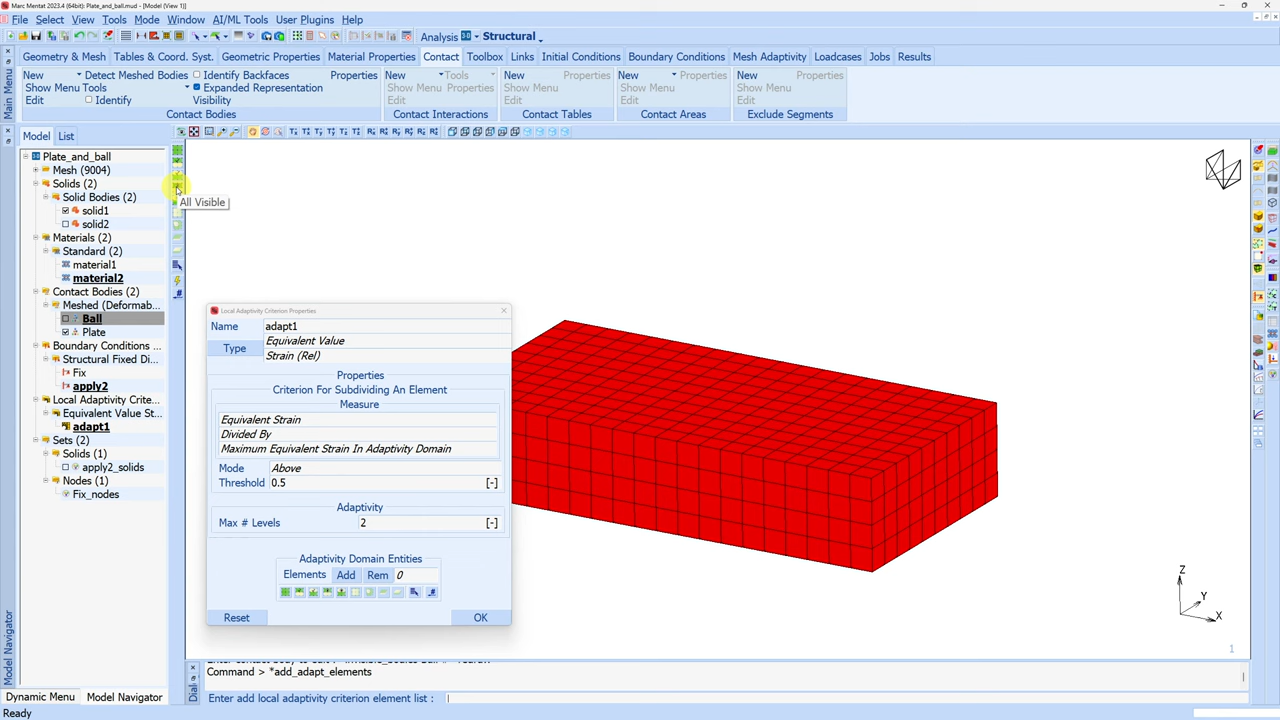 Marc Mentat 2023.4 (64bit): Plate_and_ball.mud - [Model (View 1)]
File Select View Tools Mode Window AI/ML Tools User Plugins Help
Analysis Structural
Geometry & Mesh Tables & Coord. Syst. Geometric Properties Material Properties Contact Toolbox Links Initial Conditions Boundary Conditions Mesh Adaptivity Loadcases Jobs Results
New Detect Meshed Bodies Identify Backfaces Properties New Tools New Properties New Properties New Properties
Show Menu Tools Expanded Representation Show Menu Properties Show Menu Show Menu Show Menu
Edit Identify Visibility Edit Edit Edit Edit
Contact Bodies Contact Interactions Contact Tables Contact Areas Exclude Segments
Main Menu
Model List
Plate_and_ball
Mesh (9004)
Solids (2)
Solid Bodies (2)
solid1
solid2
Materials (2)
Standard (2)
material1
material2
Contact Bodies (2)
Meshed (Deformab...
Ball
Plate
Boundary Conditions ...
Structural Fixed Di...
Fix
apply2
Local Adaptivity Crite...
Equivalent Value St...
adapt1
Sets (2)
Solids (1)
apply2_solids
Nodes (1)
Fix_nodes
Model Navigator
Dynamic Menu Model Navigator
All Visible
Local Adaptivity Criterion Properties
Name adapt1
Type Equivalent Value
Strain (Rel)
Properties
Criterion For Subdividing An Element
Measure
Equivalent Strain
Divided By
Maximum Equivalent Strain In Adaptivity Domain
Mode Above
Threshold 0.5 [-]
Adaptivity
Max # Levels 2 [-]
Adaptivity Domain Entities
Elements Add Rem 0
Reset OK
Z
Y
X
1
Command > *add_adapt_elements
Enter add local adaptivity criterion element list :
Ready